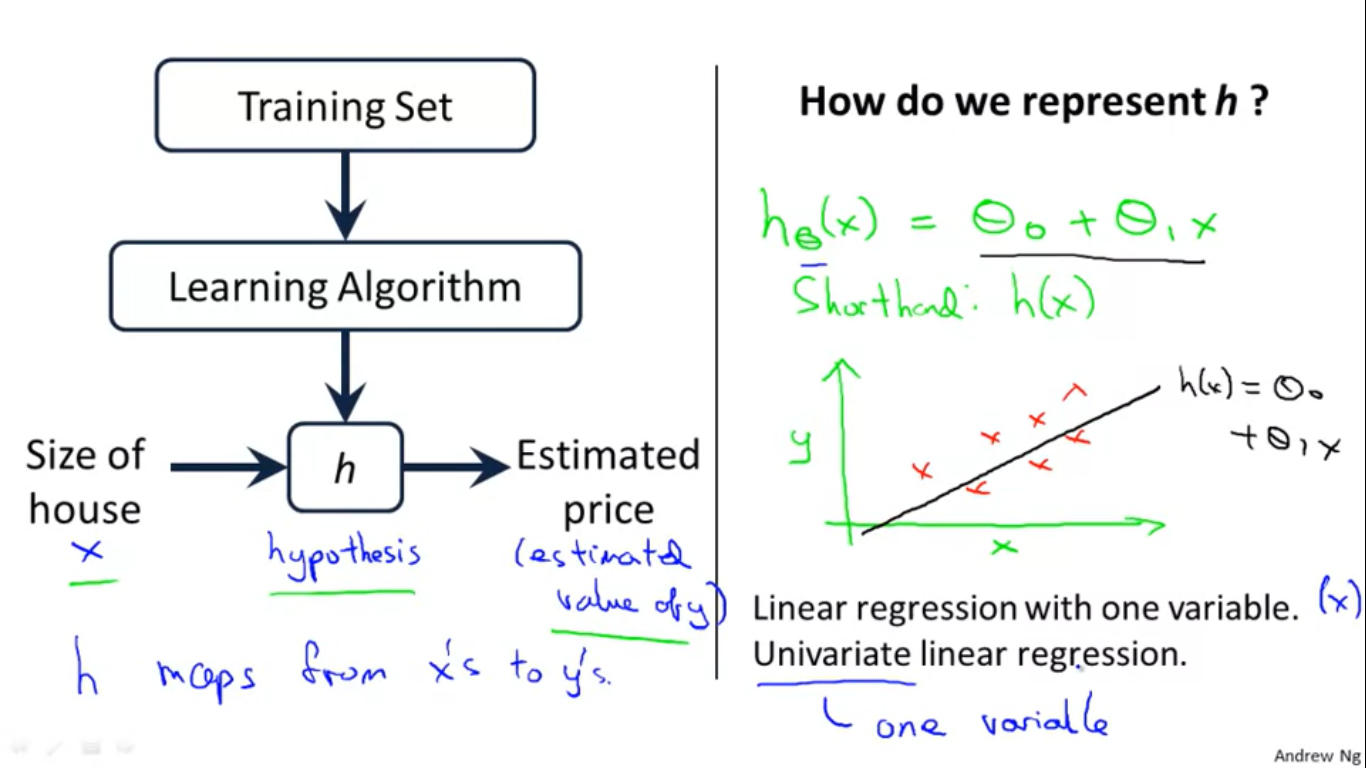 Training Set
Learning Algorithm
Size of
house
h
Estimated
price
x
hypothesis
(estimated
value of y)
h maps from x's to y's.
How do we represent h ?
hθ(x) = θ₀ + θ₁x
Shorthand: h(x)
y
x
h(x) = θ₀
+ θ₁x
Linear regression with one variable. (x)
Univariate linear regression.
one variable
Andrew Ng